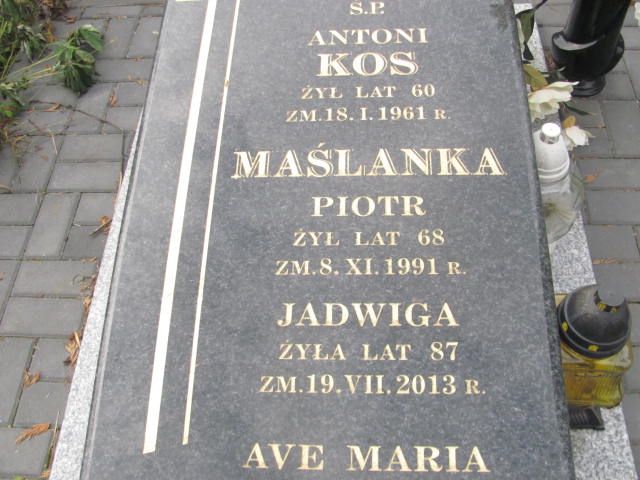 Ś.P.
ANTONI
KOS
ŻYŁ LAT 60
ZM. 18. I. 1961 R.
MAŚLANKA
PIOTR
ŻYŁ LAT 68
ZM. 8. XI. 1991 R.
JADWIGA
ŻYŁA LAT 87
ZM. 19. VII. 2013 R.
AVE MARIA